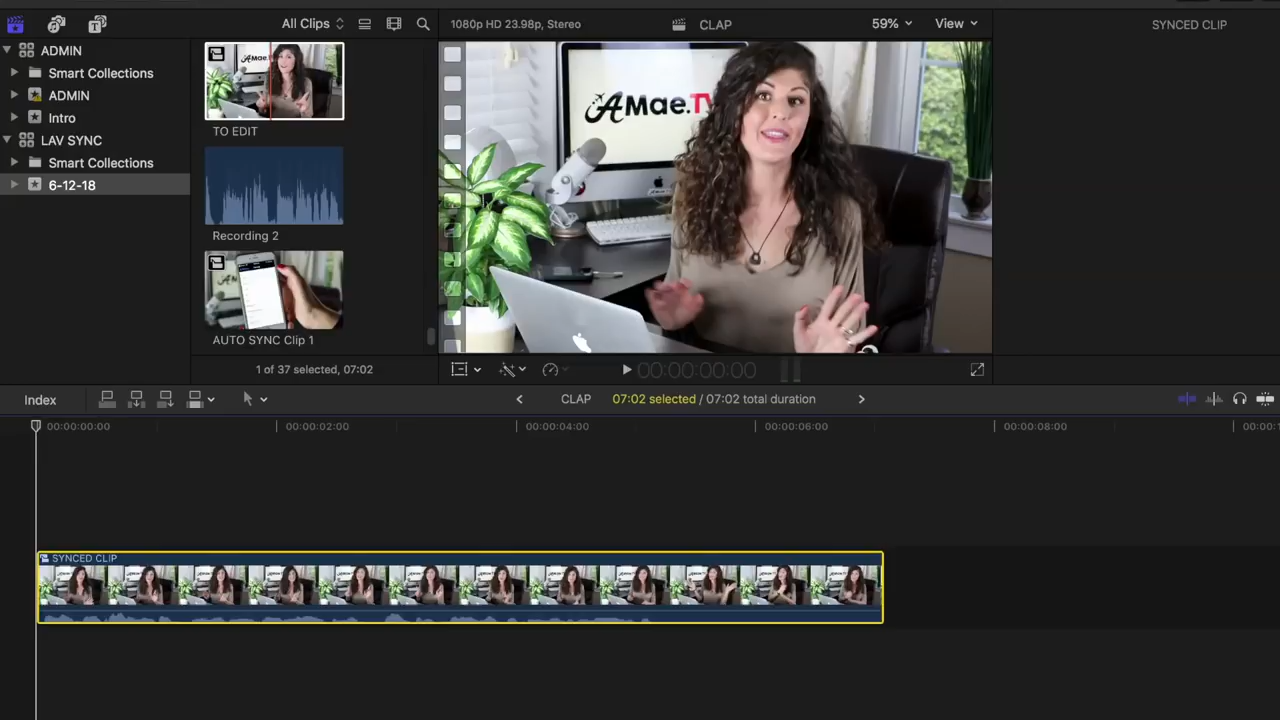 All Clips
1080p HD 23.98p, Stereo
CLAP
59%
View
SYNCED CLIP
ADMIN
Smart Collections
ADMIN
Intro
LAV SYNC
Smart Collections
6-12-18
TO EDIT
Recording 2
AUTO SYNC Clip 1
1 of 37 selected, 07:02
AMae.TV
00:00:00:00
Index
CLAP
07:02 selected / 07:02 total duration
00:00:00:00
00:00:02:00
00:00:04:00
00:00:06:00
00:00:08:00
SYNCED CLIP